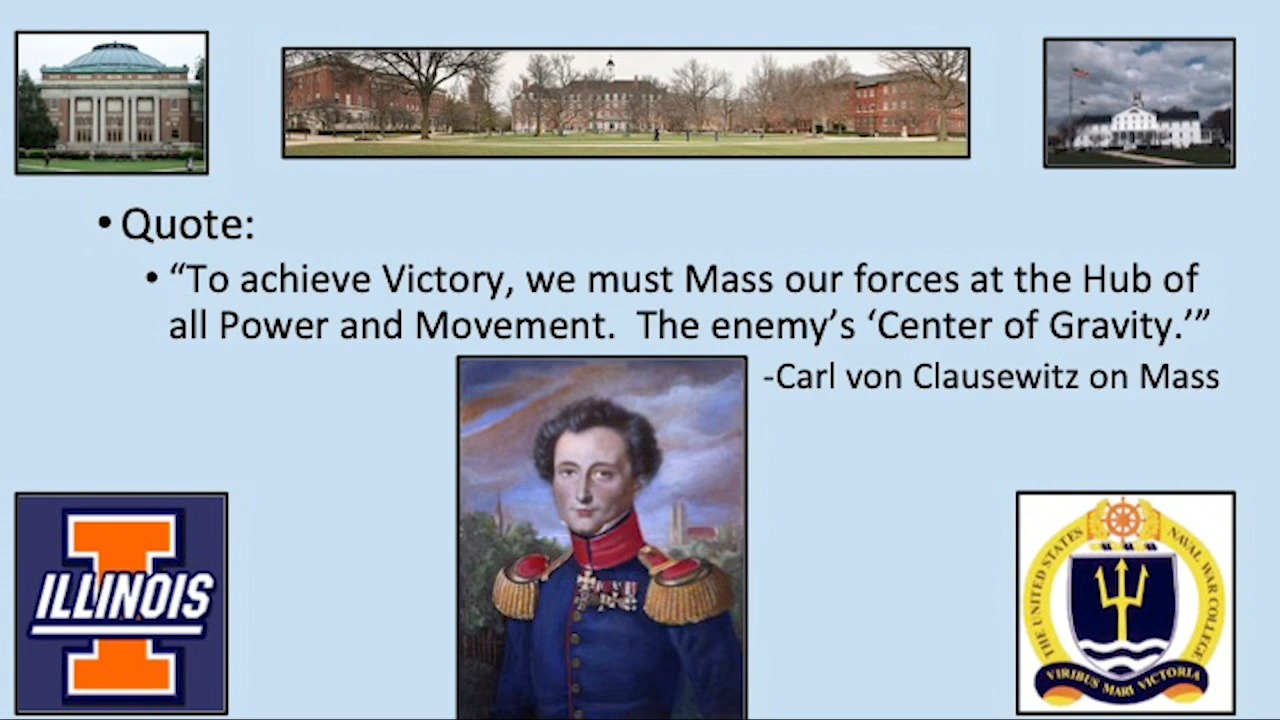 • Quote:
• “To achieve Victory, we must Mass our forces at the Hub of
all Power and Movement.  The enemy’s ‘Center of Gravity.’”
-Carl von Clausewitz on Mass
ILLINOIS
THE UNITED STATES NAVAL WAR COLLEGE
VIRIBUS MARI VICTORIA